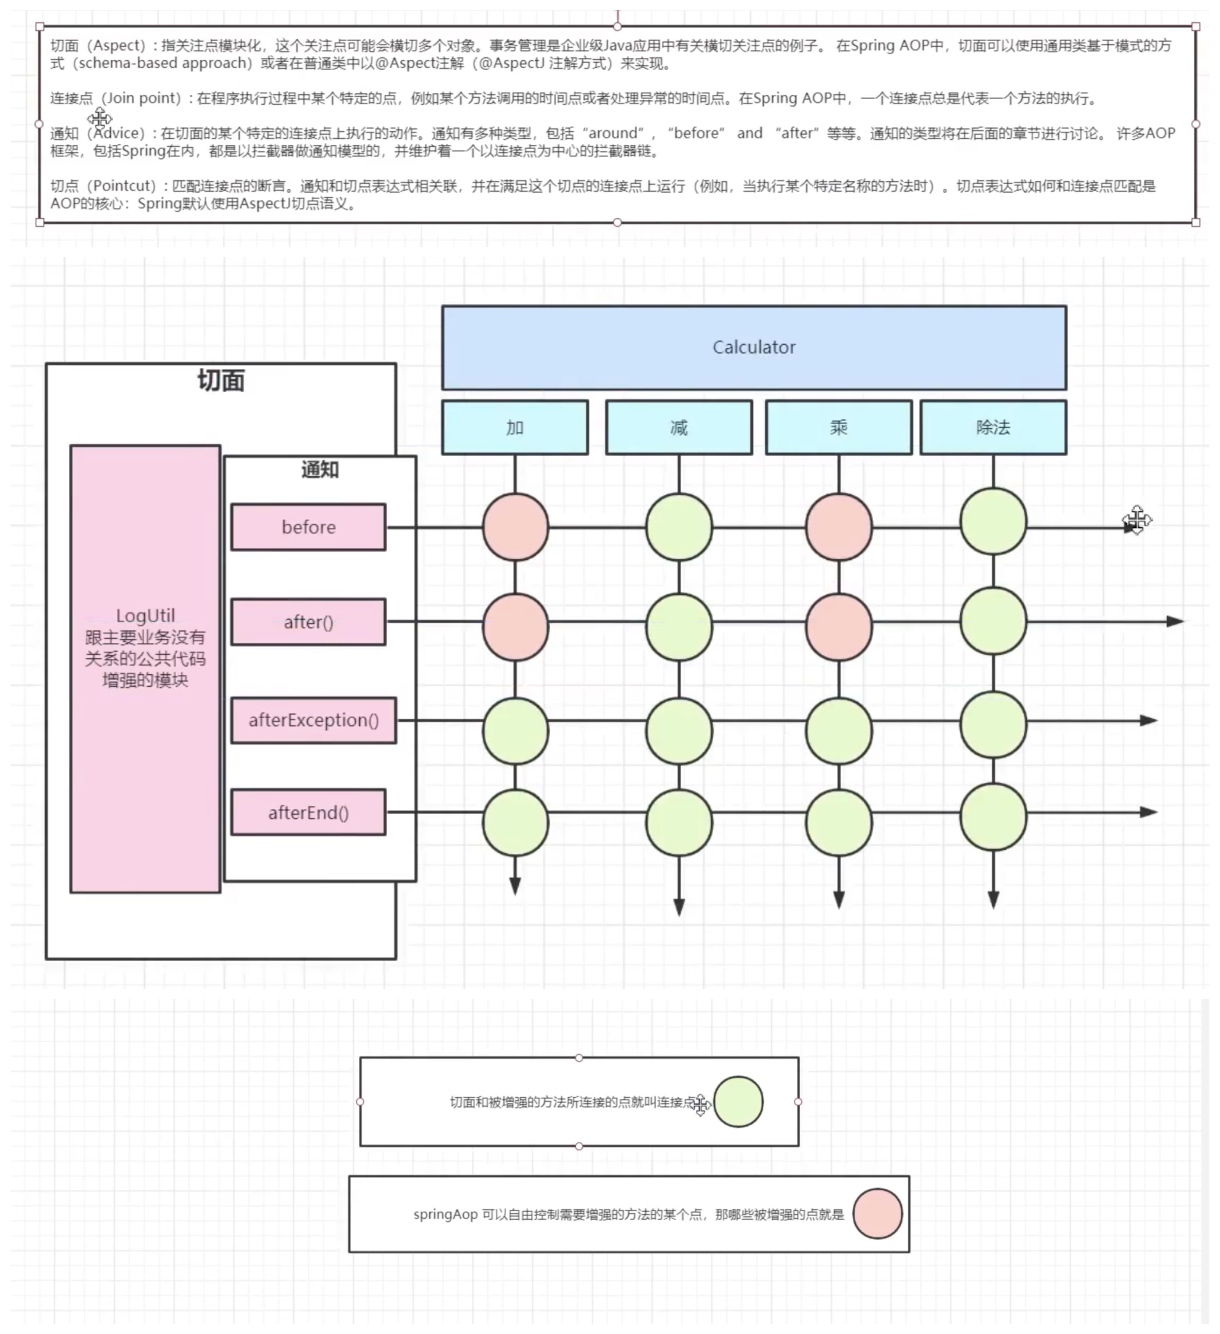 切面（Aspect）: 指关注点模块化，这个关注点可能会横切多个对象。事务管理是企业级Java应用中有关横切关注点的例子。 在Spring AOP中，切面可以使用通用类基于模式的方
式（schema-based approach）或者在普通类中以@Aspect注解（@AspectJ 注解方式）来实现。
连接点（Join point）: 在程序执行过程中某个特定的点，例如某个方法调用的时间点或者处理异常的时间点。在Spring AOP中，一个连接点总是代表一个方法的执行。
通知（Advice）: 在切面的某个特定的连接点上执行的动作。通知有多种类型，包括“around”, “before” and “after”等等。通知的类型将在后面的章节进行讨论。 许多AOP
框架，包括Spring在内，都是以拦截器做通知模型的，并维护着一个以连接点为中心的拦截器链。
切点（Pointcut）: 匹配连接点的断言。通知和切点表达式相关联，并在满足这个切点的连接点上运行（例如，当执行某个特定名称的方法时）。切点表达式如何和连接点匹配是
AOP的核心：Spring默认使用AspectJ切点语义。
Calculator
切面
加
减
乘
除法
通知
before
LogUtil
跟主要业务没有
关系的公共代码
增强的模块
after()
afterException()
afterEnd()
切面和被增强的方法所连接的点就叫连接点
springAop 可以自由控制需要增强的方法的某个点，那哪些被增强的点就是